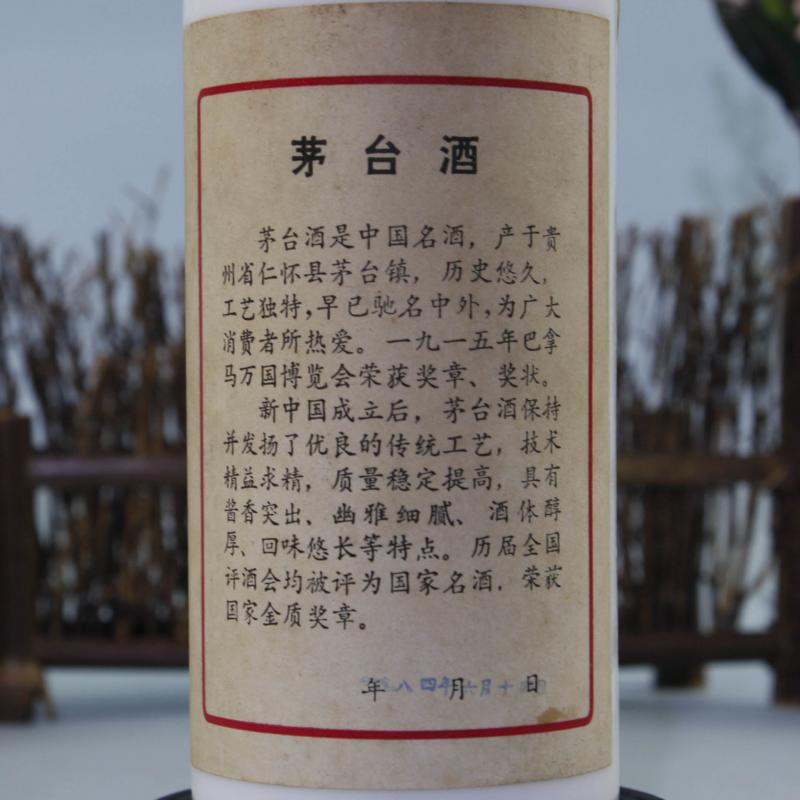 茅台酒
茅台酒是中国名酒，产于贵
州省仁怀县茅台镇，历史悠久，
工艺独特，早已驰名中外，为广大
消费者所热爱。一九一五年巴拿
马万国博览会荣获奖章、奖状。
新中国成立后，茅台酒保持
并发扬了优良的传统工艺，技术
精益求精，质量稳定提高，具有
酱香突出、幽雅细腻、酒体醇
厚、回味悠长等特点。历届全国
评酒会均被评为国家名酒，荣获
国家金质奖章。
年 月 日
八四年六月十